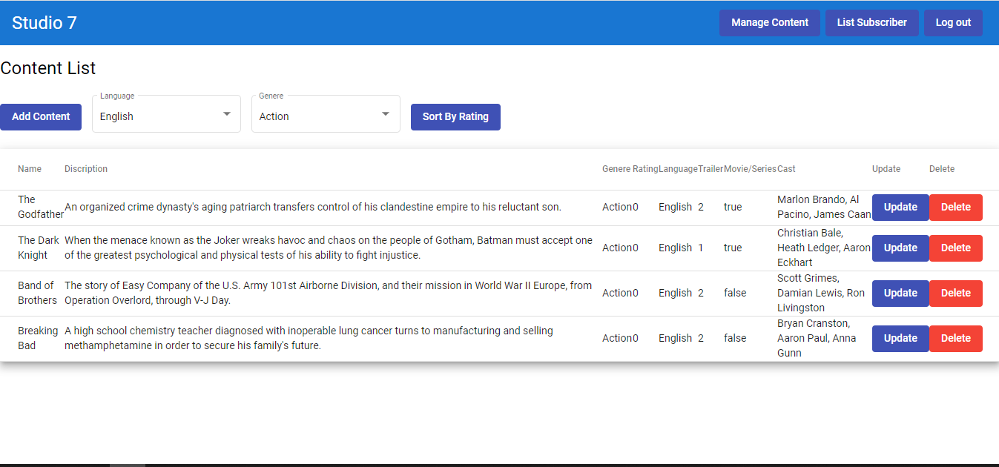 Studio 7
Manage Content List Subscriber Log out
Content List
Language
Genere
Add Content English Action Sort By Rating
Name Discription Genere Rating Language Trailer Movie/Series Cast Update Delete
The
Godfather
An organized crime dynasty's aging patriarch transfers control of his clandestine empire to his reluctant son.
Action 0 English 2 true
Marlon Brando, Al
Pacino, James Caan
Update Delete
The Dark
Knight
When the menace known as the Joker wreaks havoc and chaos on the people of Gotham, Batman must accept one
of the greatest psychological and physical tests of his ability to fight injustice.
Action 0 English 1 true
Christian Bale,
Heath Ledger, Aaron
Eckhart
Update Delete
Band of
Brothers
The story of Easy Company of the U.S. Army 101st Airborne Division, and their mission in World War II Europe, from
Operation Overlord, through V-J Day.
Action 0 English 2 false
Scott Grimes,
Damian Lewis, Ron
Livingston
Update Delete
Breaking
Bad
A high school chemistry teacher diagnosed with inoperable lung cancer turns to manufacturing and selling
methamphetamine in order to secure his family's future.
Action 0 English 2 false
Bryan Cranston,
Aaron Paul, Anna
Gunn
Update Delete